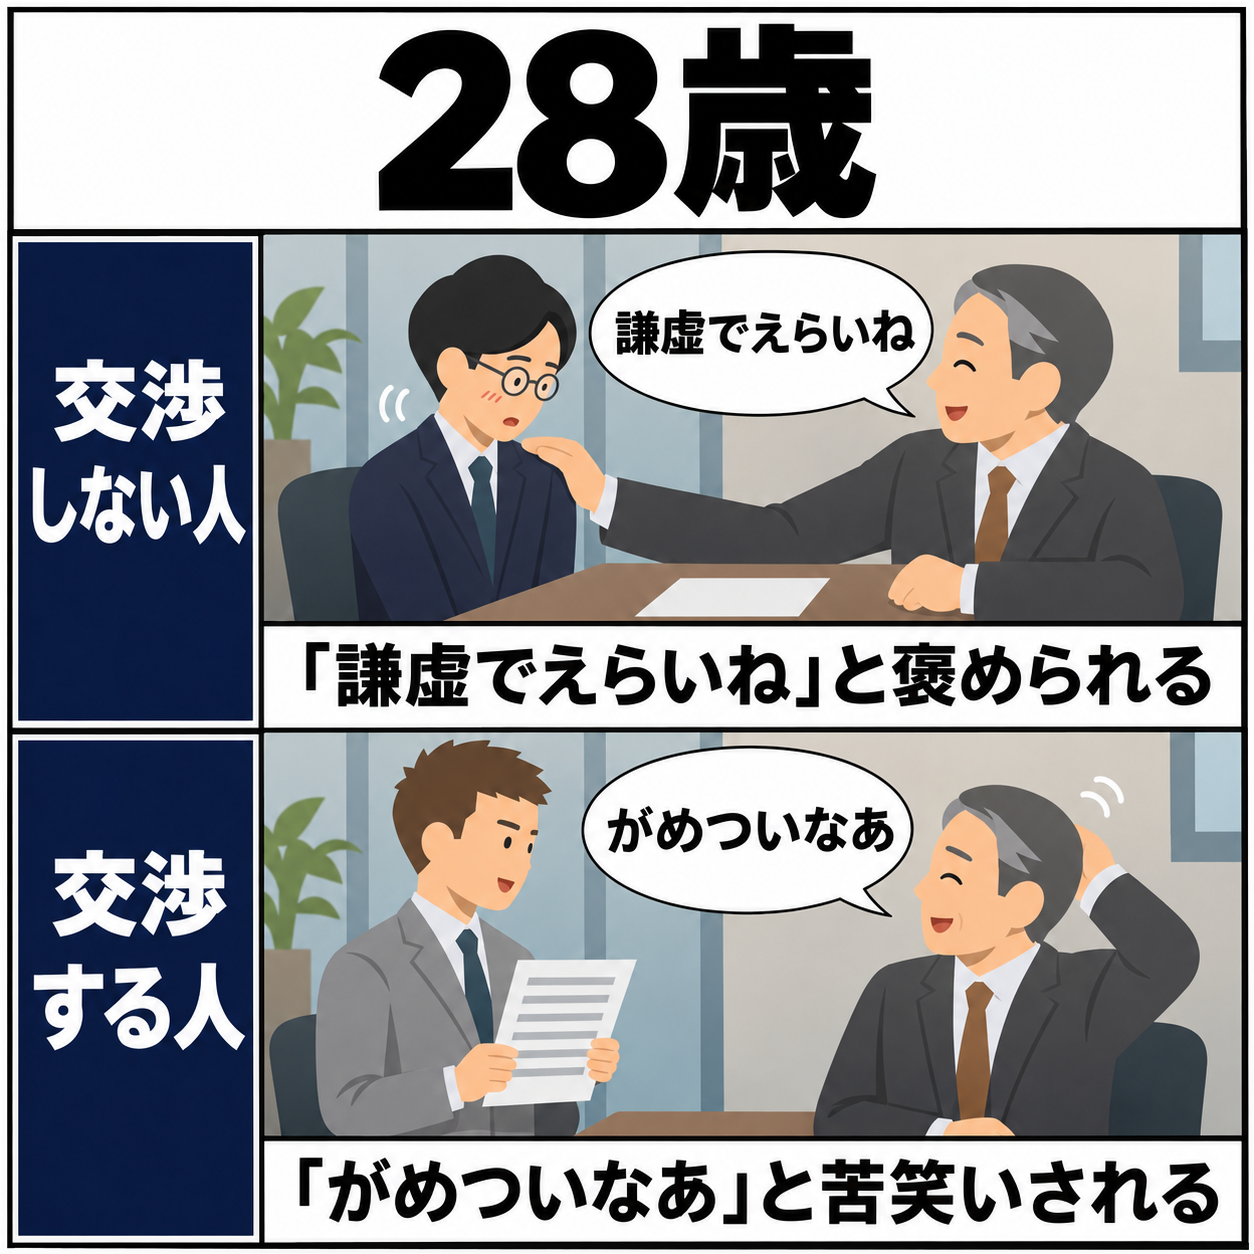 28歳
交渉
しない人
謙虚でえらいね
「謙虚でえらいね」と褒められる
交渉
する人
がめついなあ
「がめついなあ」と苦笑いされる